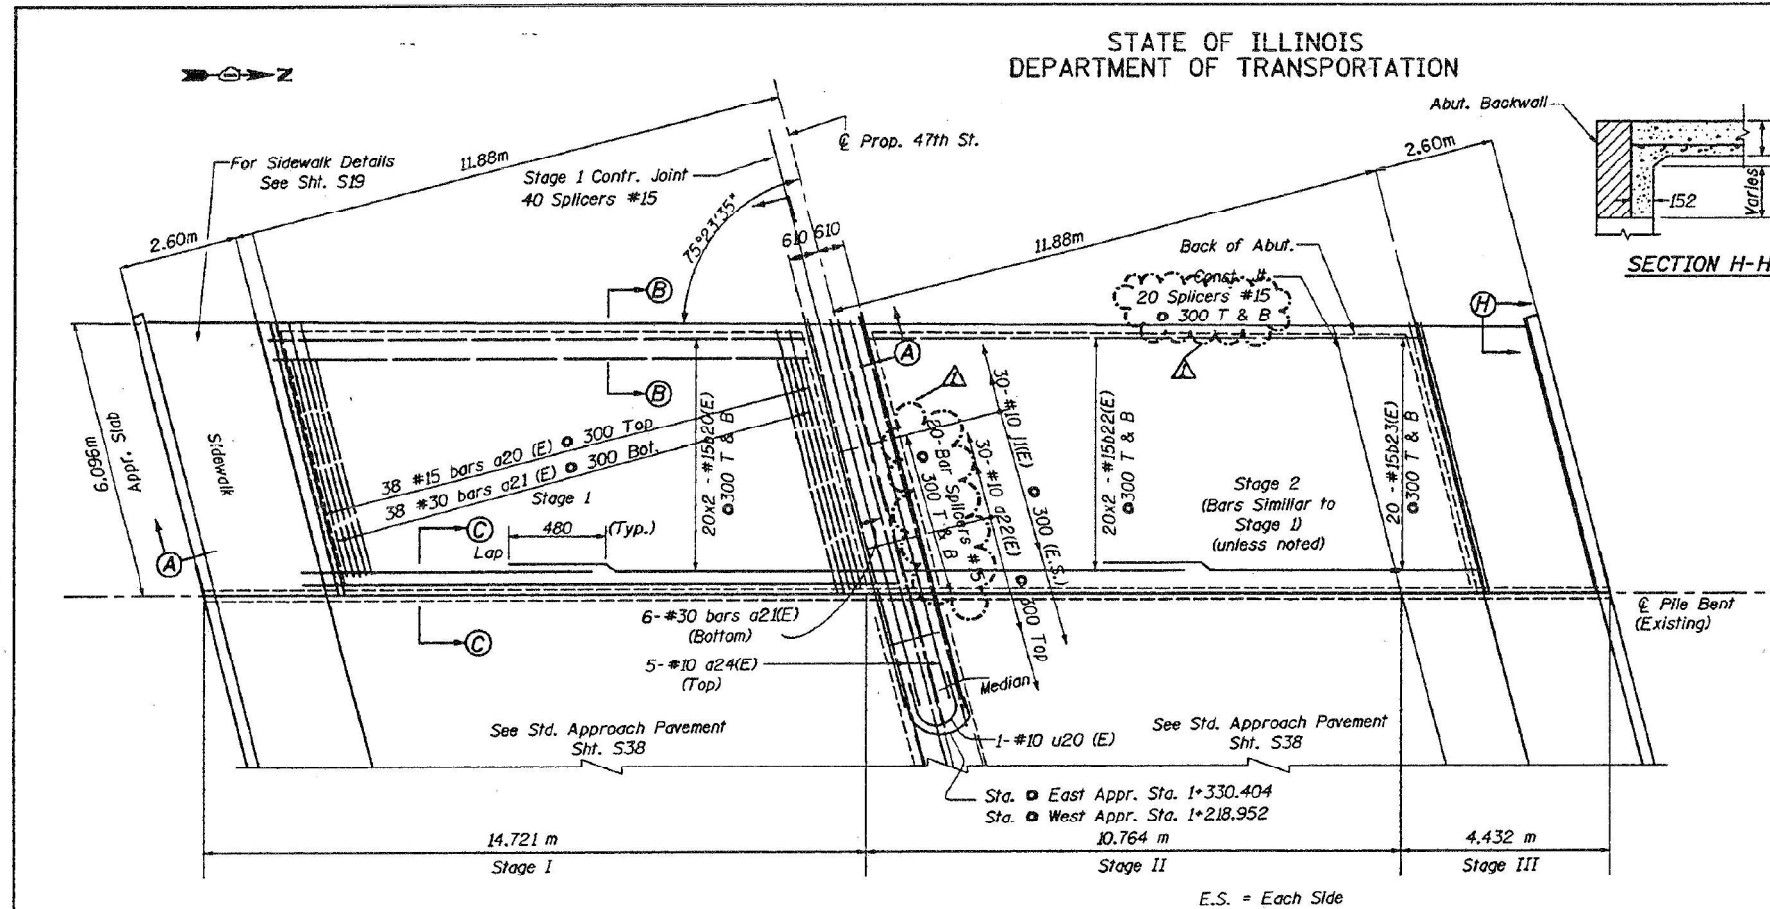 STATE OF ILLINOIS
DEPARTMENT OF TRANSPORTATION
N
Abut. Backwall
℄ Prop. 47th St.
11.88m
2.60m
For Sidewalk Details
See Sht. S19
Stage 1 Contr. Joint
40 Splicers #15
75°23'35"
152
Varies
2.60m
610 610
11.88m
Back of Abut.
SECTION H-H
Const. Jt.
20 Splicers #15
@ 300 T & B
B
H
A
1
1
B
6.096m
Appr. Slab
Sidewalk
38 #15 bars a20 (E) @ 300 Top
38 #30 bars a21 (E) @ 300 Bot.
Stage 1
20x2 - #15b20(E)
@ 300 T & B
20-Bar Splicers #15
@ 300 T & B
30-#10 j1(E) @ 300 (E.S.)
30-#10 a22(E) @ 300 Top
20x2 - #15b22(E)
@ 300 T & B
Stage 2
(Bars Similiar to
Stage 1)
(unless noted)
20 - #15b23(E)
@ 300 T & B
C
480
(Typ.)
Lap
A
6-#30 bars a21(E)
(Bottom)
C
℄ Pile Bent
(Existing)
5-#10 a24(E)
(Top)
Median
See Std. Approach Pavement
Sht. S38
1-#10 u20 (E)
See Std. Approach Pavement
Sht. S38
Sta. @ East Appr. Sta. 1+330.404
Sta. @ West Appr. Sta. 1+218.952
14.721 m
Stage I
10.764 m
Stage II
4.432 m
Stage III
E.S. = Each Side